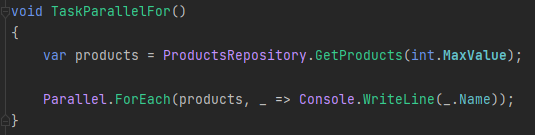 void TaskParallelFor()
{
var products = ProductsRepository.GetProducts(int.MaxValue);
Parallel.ForEach(products, _ => Console.WriteLine(_.Name));
}